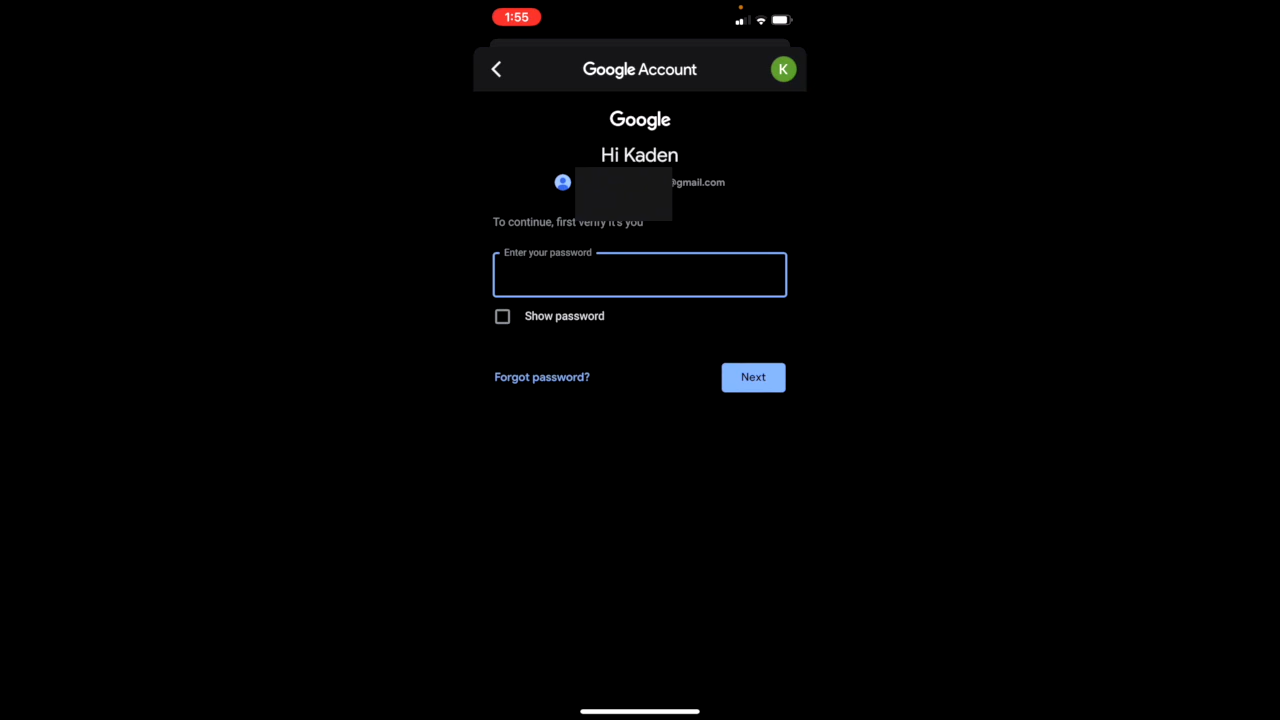 1:55
Google Account
K
Google
Hi Kaden
@gmail.com
To continue, first verify it's you
Enter your password
Show password
Forgot password?
Next